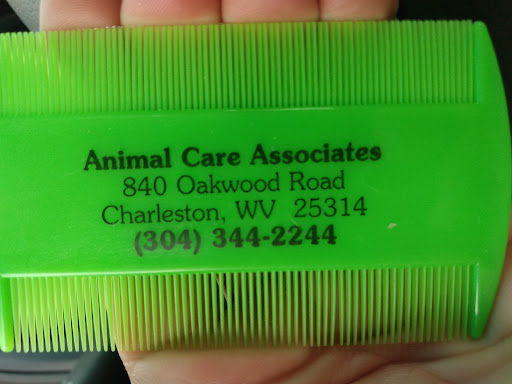 Animal Care Associates
840 Oakwood Road
Charleston, WV  25314
(304) 344-2244